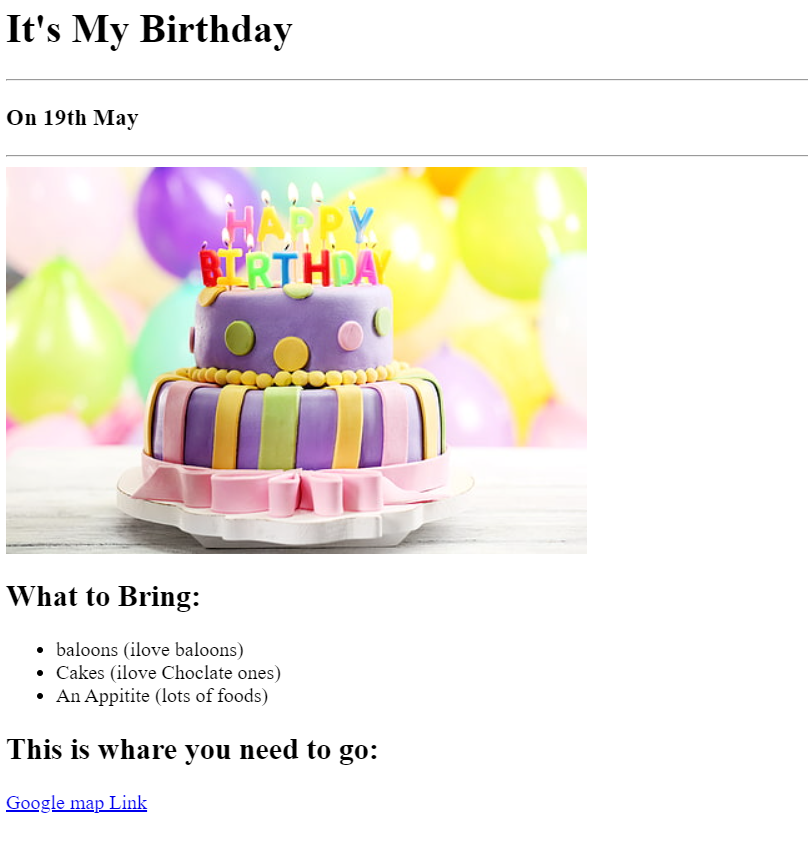 It's My Birthday
On 19th May
HAPPY
BIRTHDAY
What to Bring:
baloons (ilove baloons)
Cakes (ilove Choclate ones)
An Appitite (lots of foods)
This is whare you need to go:
Google map Link